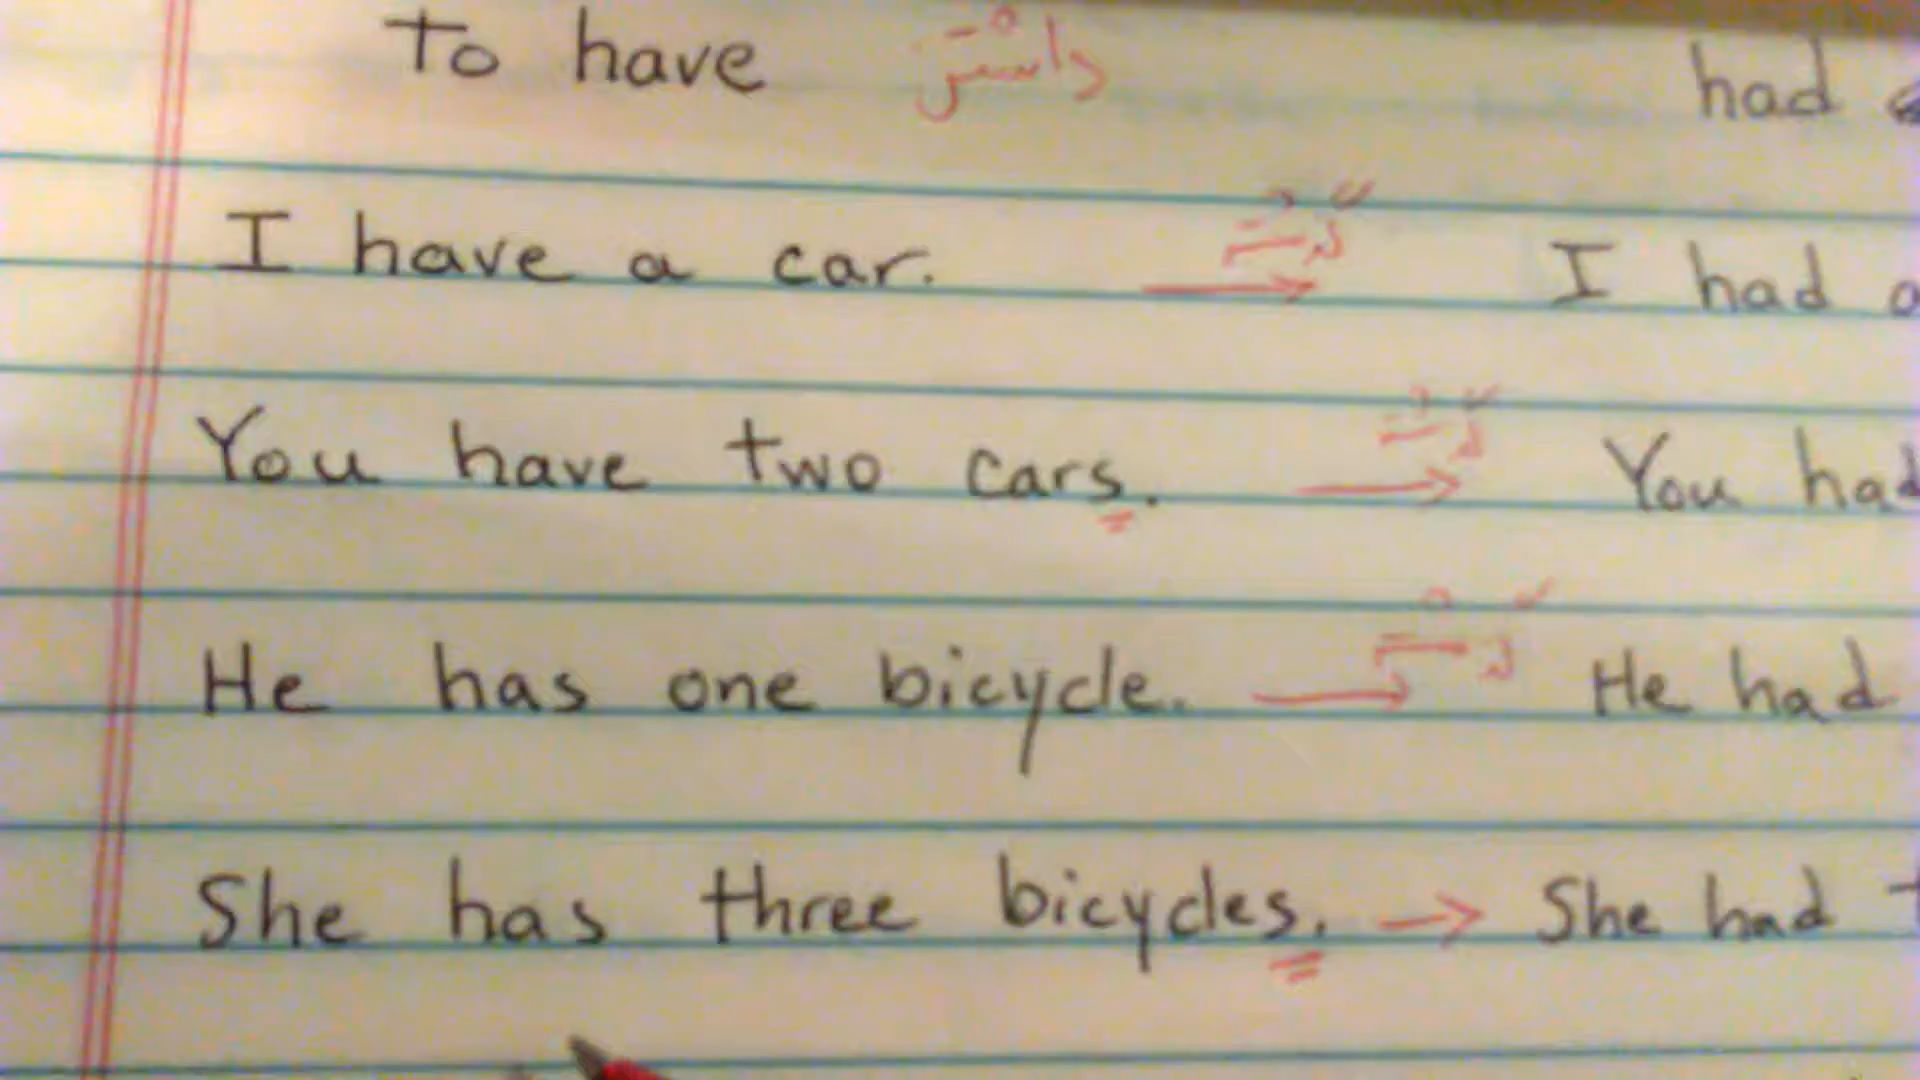 To have داشتن had
I have a car. → I had a
You have two cars. → You had
He has one bicycle. → He had
She has three bicycles. → She had t